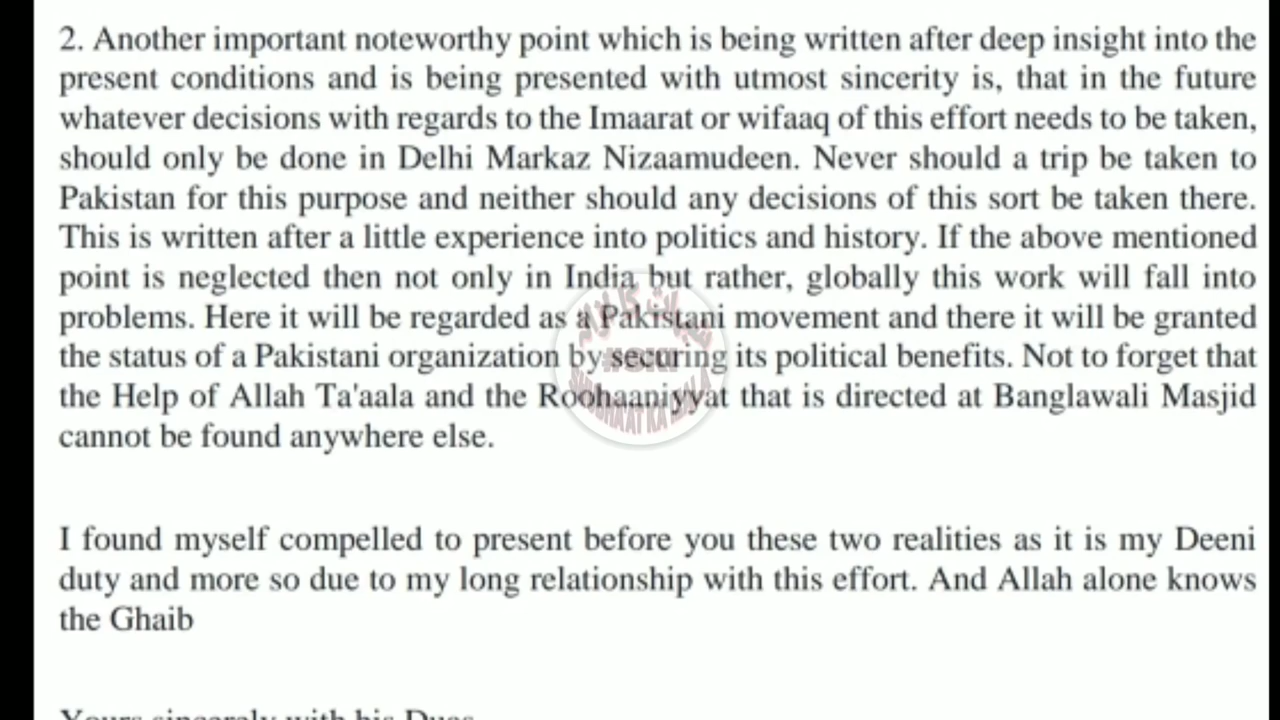 2. Another important noteworthy point which is being written after deep insight into the
present conditions and is being presented with utmost sincerity is, that in the future
whatever decisions with regards to the Imaarat or wifaaq of this effort needs to be taken,
should only be done in Delhi Markaz Nizaamudeen. Never should a trip be taken to
Pakistan for this purpose and neither should any decisions of this sort be taken there.
This is written after a little experience into politics and history. If the above mentioned
point is neglected then not only in India but rather, globally this work will fall into
problems. Here it will be regarded as a Pakistani movement and there it will be granted
the status of a Pakistani organization by securing its political benefits. Not to forget that
the Help of Allah Ta'aala and the Roohaaniyyat that is directed at Banglawali Masjid
cannot be found anywhere else.
I found myself compelled to present before you these two realities as it is my Deeni
duty and more so due to my long relationship with this effort. And Allah alone knows
the Ghaib
Yours sincerely with his Duas